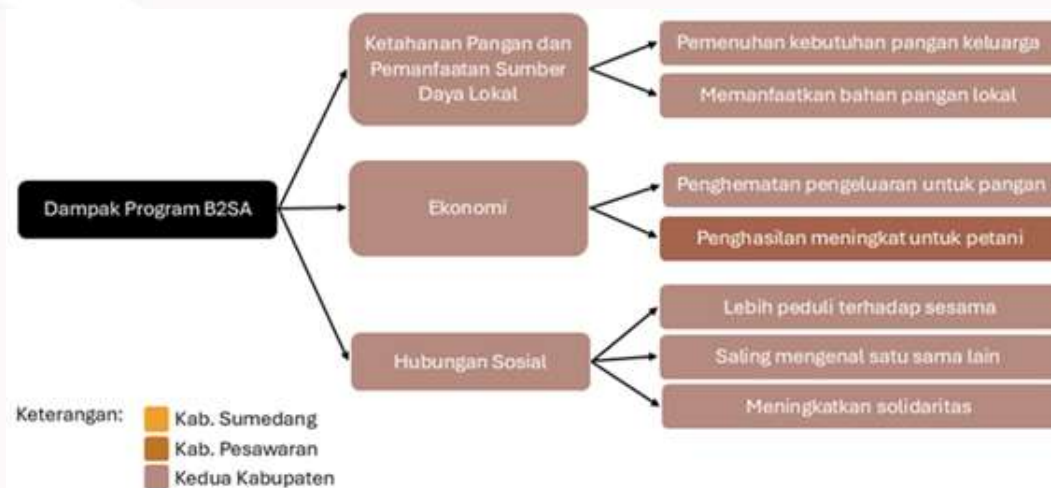 Dampak Program B2SA
Ketahanan Pangan dan
Pemanfaatan Sumber
Daya Lokal
Pemenuhan kebutuhan pangan keluarga
Memanfaatkan bahan pangan lokal
Ekonomi
Penghematan pengeluaran untuk pangan
Penghasilan meningkat untuk petani
Hubungan Sosial
Lebih peduli terhadap sesama
Saling mengenal satu sama lain
Meningkatkan solidaritas
Keterangan:
Kab. Sumedang
Kab. Pesawaran
Kedua Kabupaten